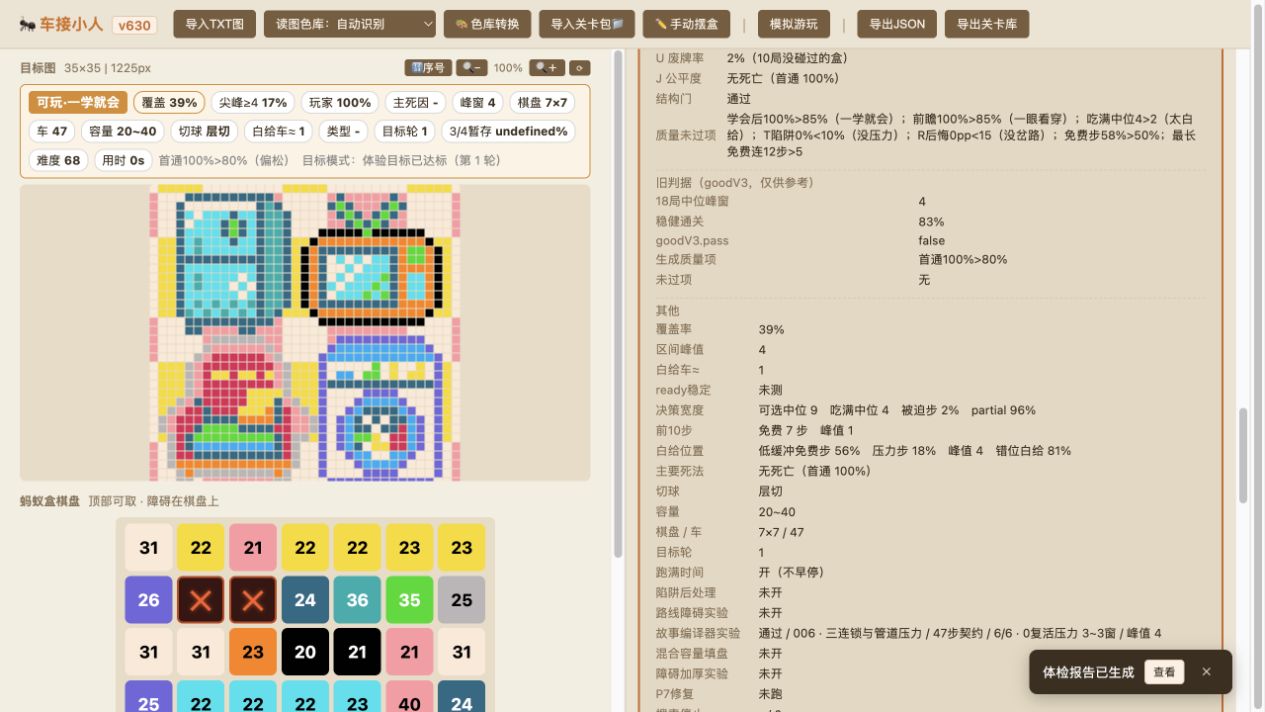 车接小人 v630 导入TXT图 读图色库：自动识别 色库转换 导入关卡包 手动摆盒 | 模拟游玩 | 导出JSON 导出关卡库
目标图 35×35 | 1225px 序号 − 100% +
可玩·一学就会 覆盖 39% 尖峰≥4 17% 玩家 100% 主死因 - 峰窗 4 棋盘 7×7
车 47 容量 20~40 切球 层切 白给车≈ 1 类型 - 目标轮 1 3/4暂存 undefined%
难度 68 用时 0s 首通100%>80%（偏松） 目标模式：体验目标已达标（第 1 轮）
蚂蚁盒棋盘 顶部可取 · 障碍在棋盘上
31 22 21 22 22 23 23
26 24 36 35 25
31 31 23 20 21 21 31
25 22 22 22 23 40 24
U 废牌率 2%（10局没碰过的盒）
J 公平度 无死亡（首通 100%）
结构门 通过
质量未过项 学会后100%>85%（一学就会）；前瞻100%>85%（一眼看穿）；吃满中位4>2（太白
给）；T陷阱0%<10%（没压力）；R后悔0pp<15（没岔路）；免费步58%>50%；最长
免费连12步>5
旧判据（goodV3，仅供参考）
18局中位峰窗 4
稳健通关 83%
goodV3.pass false
生成质量项 首通100%>80%
未过项 无
其他
覆盖率 39%
区间峰值 4
白给车≈ 1
ready稳定 未测
决策宽度 可选中位 9 吃满中位 4 被迫步 2% partial 96%
前10步 免费 7 步 峰值 1
白给位置 低缓冲免费步 56% 压力步 18% 峰值 4 错位白给 81%
主要死法 无死亡（首通 100%）
切球 层切
容量 20~40
棋盘 / 车 7×7 / 47
目标轮 1
跑满时间 开（不早停）
陷阱后处理 未开
路线障碍实验 未开
故事编译器实验 通过 / 006 · 三连锁与管道压力 / 47步契约 / 6/6 · 0复活压力 3~3窗 / 峰值 4
混合容量填盘 未开
障碍加厚实验 未开
P7修复 未跑
体检报告已生成 查看 ×